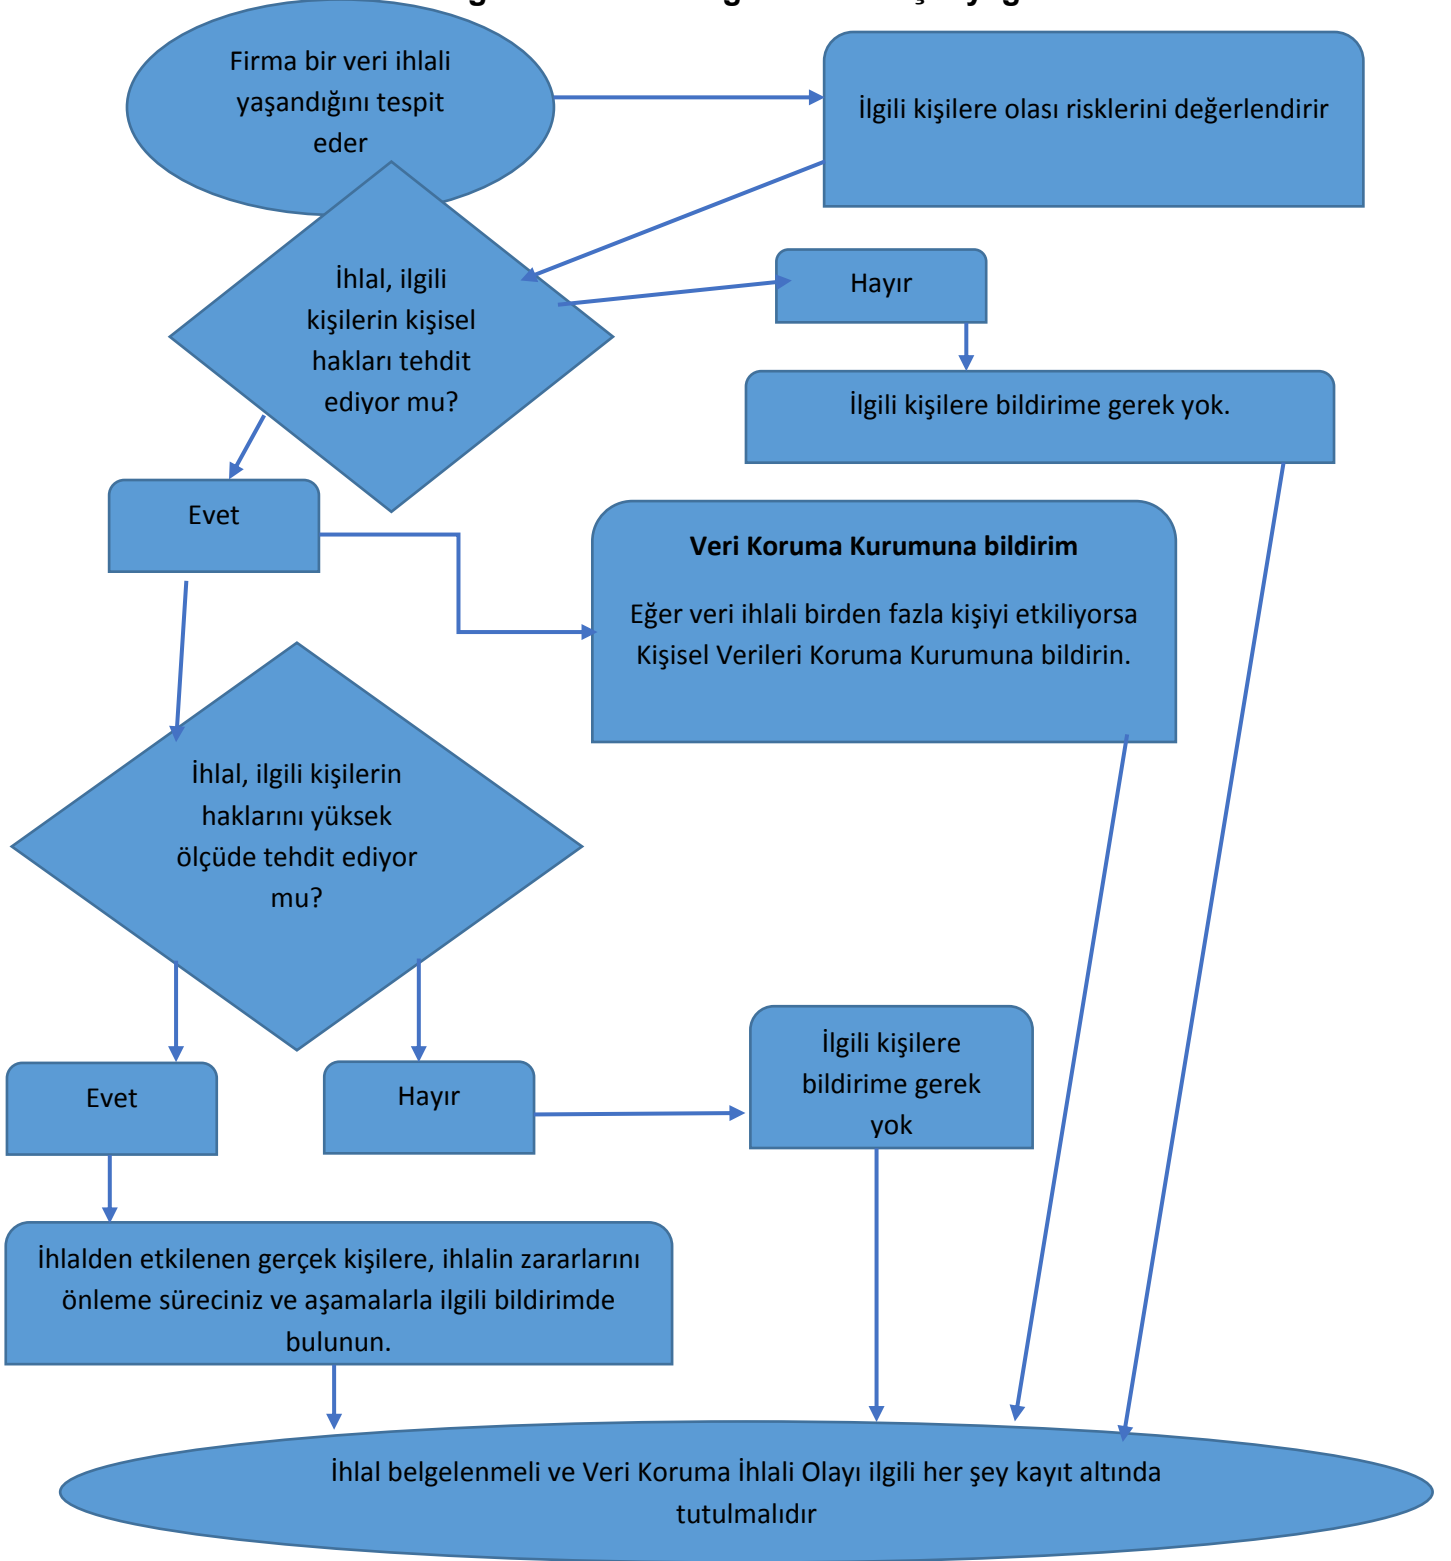 Firma bir veri ihlali
yaşandığını tespit
eder
İlgili kişilere olası risklerini değerlendirir
İhlal, ilgili
kişilerin kişisel
hakları tehdit
ediyor mu?
Hayır
İlgili kişilere bildirime gerek yok.
Evet
Veri Koruma Kurumuna bildirim
Eğer veri ihlali birden fazla kişiyi etkiliyorsa
Kişisel Verileri Koruma Kurumuna bildirin.
İhlal, ilgili kişilerin
haklarını yüksek
ölçüde tehdit ediyor
mu?
Evet
Hayır
İlgili kişilere
bildirime gerek
yok
İhlalden etkilenen gerçek kişilere, ihlalin zararlarını
önleme süreciniz ve aşamalarla ilgili bildirimde
bulunun.
İhlal belgelenmeli ve Veri Koruma İhlali Olayı ilgili her şey kayıt altında
tutulmalıdır